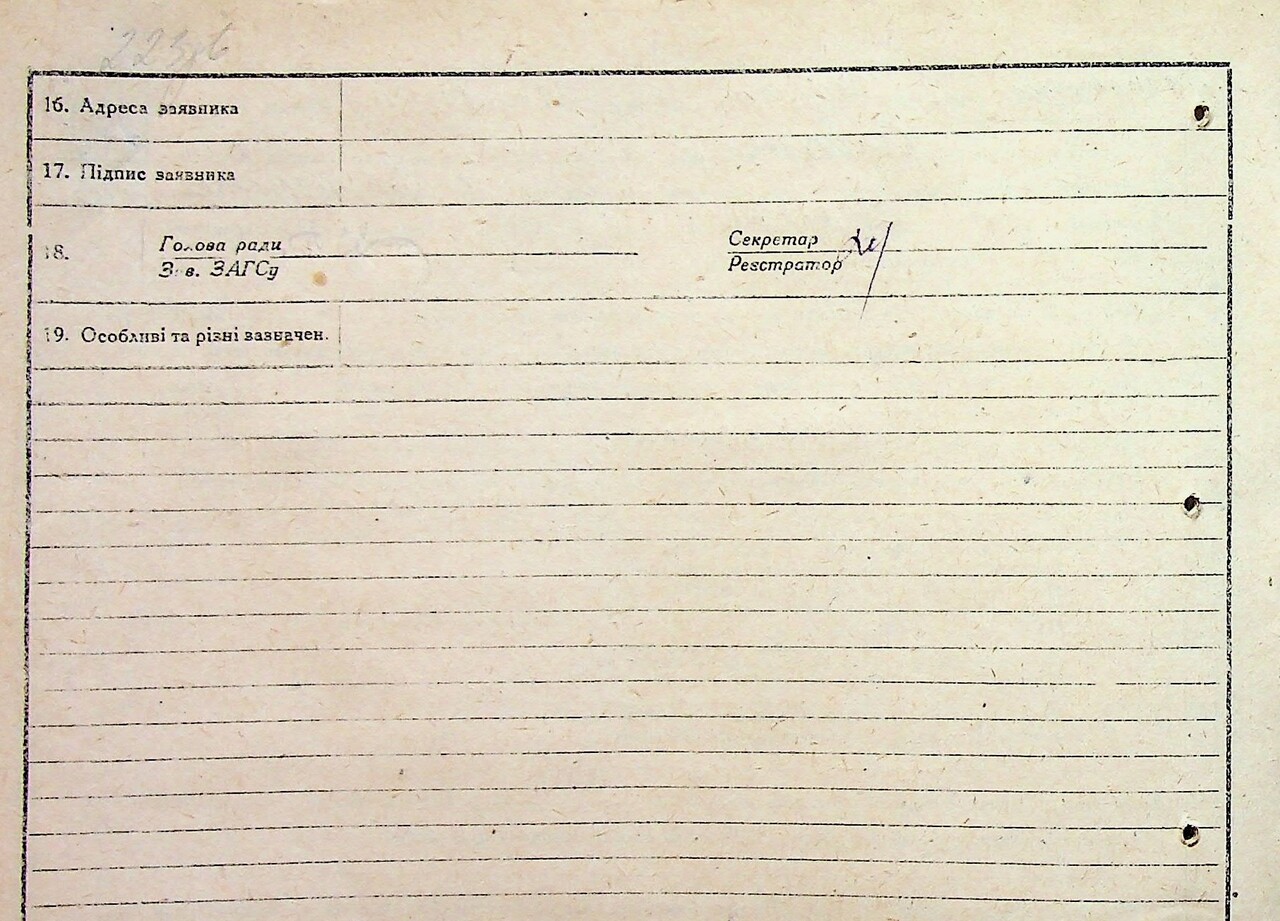 16. Адреса заявника
17. Підпис заявника
18.
Голова ради
Зав. ЗАГСу
Секретар
Реєстратор
19. Особливі та різні зазначен.